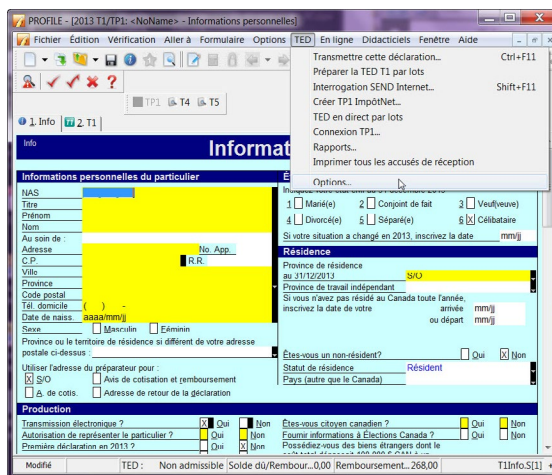 PROFILE - [2013 T1/TP1: <NoName> - Informations personnelles]
Fichier Édition Vérification Aller à Formulaire Options TED En ligne Didacticiels Fenêtre Aide
Transmettre cette déclaration... Ctrl+F11
Préparer la TED T1 par lots
Interrogation SEND Internet... Shift+F11
Créer TP1 ImpôtNet...
TED en direct par lots
Connexion TP1...
Rapports...
Imprimer tous les accusés de réception
Options...
TP1 T4 T5
1. Info 2. T1
Info
Informat
Informations personnelles du particulier
NAS
Titre
Prénom
Nom
Au soin de :
Adresse No. App.
C.P. R.R.
Ville
Province
Code postal
Tél. domicile ( ) -
Date de naiss. aaaa/mm/jj
Sexe Masculin Féminin
Province ou le territoire de résidence si différent de votre adresse
postale ci-dessus :
Utiliser l'adresse du préparateur pour :
X S/O Avis de cotisation et remboursement
A. de cotis. Adresse de retour de la déclaration
1 Marié(e) 2 Conjoint de fait 3 Veuf(veuve)
4 Divorcé(e) 5 Séparé(e) 6 X Célibataire
Si votre situation a changé en 2013, inscrivez la date mm/jj
Résidence
Province de résidence
au 31/12/2013 S/O
Province de travail indépendant
Si vous n'avez pas résidé au Canada toute l'année,
inscrivez la date de votre arrivée mm/jj
ou départ mm/jj
Êtes-vous un non-résident? Oui X Non
Statut de résidence Résident
Pays (autre que le Canada)
Production
Transmission électronique ? X Oui Non Êtes-vous citoyen canadien ? Oui Non
Autorisation de représenter le particulier ? Oui Non Fournir informations à Élections Canada ? Oui Non
Première déclaration en 2013 ? Oui X Non Possédiez-vous des biens étrangers dont le
Modifié TED : Non admissible Solde dû/Rembour...0,00 Remboursement...268,00 T1Info.S[1]